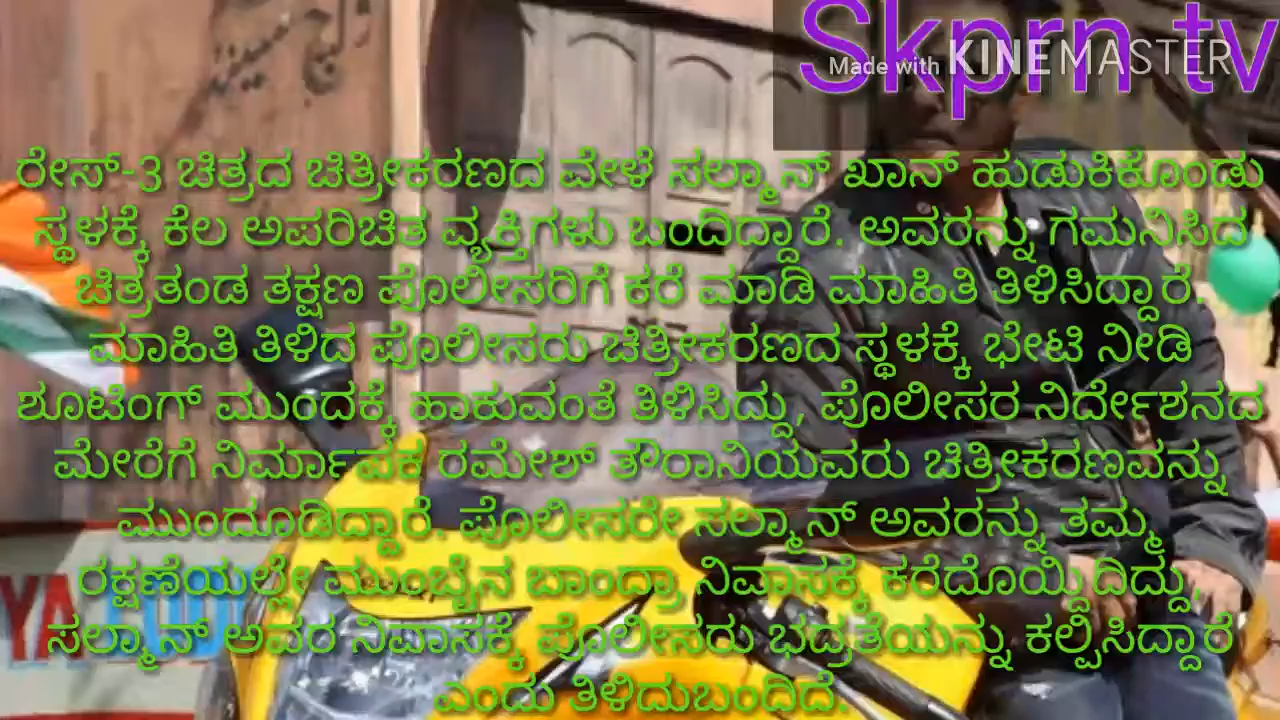 Skprn tv
Made with KINEMASTER
ರೇಸ್-3 ಚಿತ್ರದ ಚಿತ್ರೀಕರಣದ ವೇಳೆ ಸಲ್ಮಾನ್ ಖಾನ್ ಹುಡುಕಿಕೊಂಡು
ಸ್ಥಳಕ್ಕೆ ಕೆಲ ಅಪರಿಚಿತ ವ್ಯಕ್ತಿಗಳು ಬಂದಿದ್ದಾರೆ. ಅವರನ್ನು ಗಮನಿಸಿದ
ಚಿತ್ರತಂಡ ತಕ್ಷಣ ಪೊಲೀಸರಿಗೆ ಕರೆ ಮಾಡಿ ಮಾಹಿತಿ ತಿಳಿಸಿದ್ದಾರೆ.
ಮಾಹಿತಿ ತಿಳಿದ ಪೊಲೀಸರು ಚಿತ್ರೀಕರಣದ ಸ್ಥಳಕ್ಕೆ ಭೇಟಿ ನೀಡಿ
ಶೂಟಿಂಗ್ ಮುಂದಕ್ಕೆ ಹಾಕುವಂತೆ ತಿಳಿಸಿದ್ದು, ಪೊಲೀಸರ ನಿರ್ದೇಶನದ
ಮೇರೆಗೆ ನಿರ್ಮಾಪಕ ರಮೇಶ್ ತೌರಾನಿಯವರು ಚಿತ್ರೀಕರಣವನ್ನು
ಮುಂದೂಡಿದ್ದಾರೆ. ಪೊಲೀಸರೇ ಸಲ್ಮಾನ್ ಅವರನ್ನು ತಮ್ಮ
ರಕ್ಷಣೆಯಲ್ಲೇ ಮುಂಬೈನ ಬಾಂದ್ರಾ ನಿವಾಸಕ್ಕೆ ಕರೆದೊಯ್ದಿದಿದ್ದು,
ಸಲ್ಮಾನ್ ಅವರ ನಿವಾಸಕ್ಕೆ ಪೊಲೀಸರು ಭದ್ರತೆಯನ್ನು ಕಲ್ಪಿಸಿದ್ದಾರೆ
ಎಂದು ತಿಳಿದುಬಂದಿದೆ.
YA